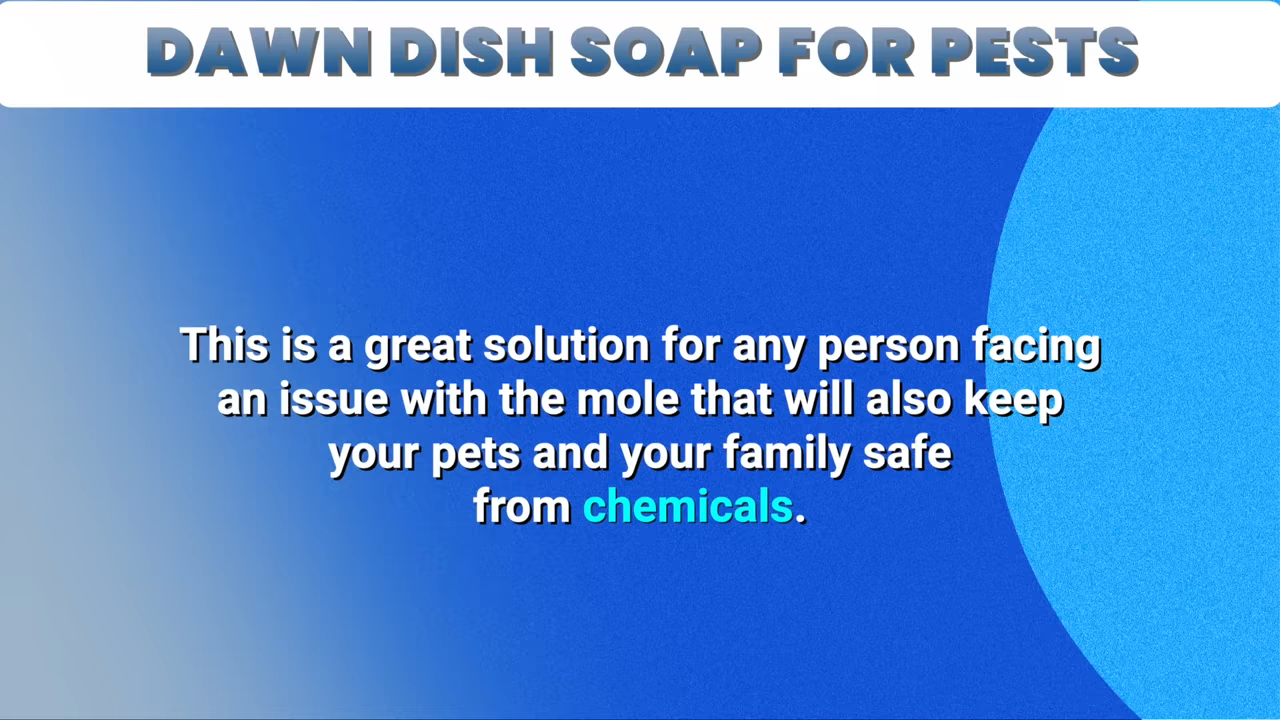 DAWN DISH SOAP FOR PESTS
This is a great solution for any person facing
an issue with the mole that will also keep
your pets and your family safe
from chemicals.